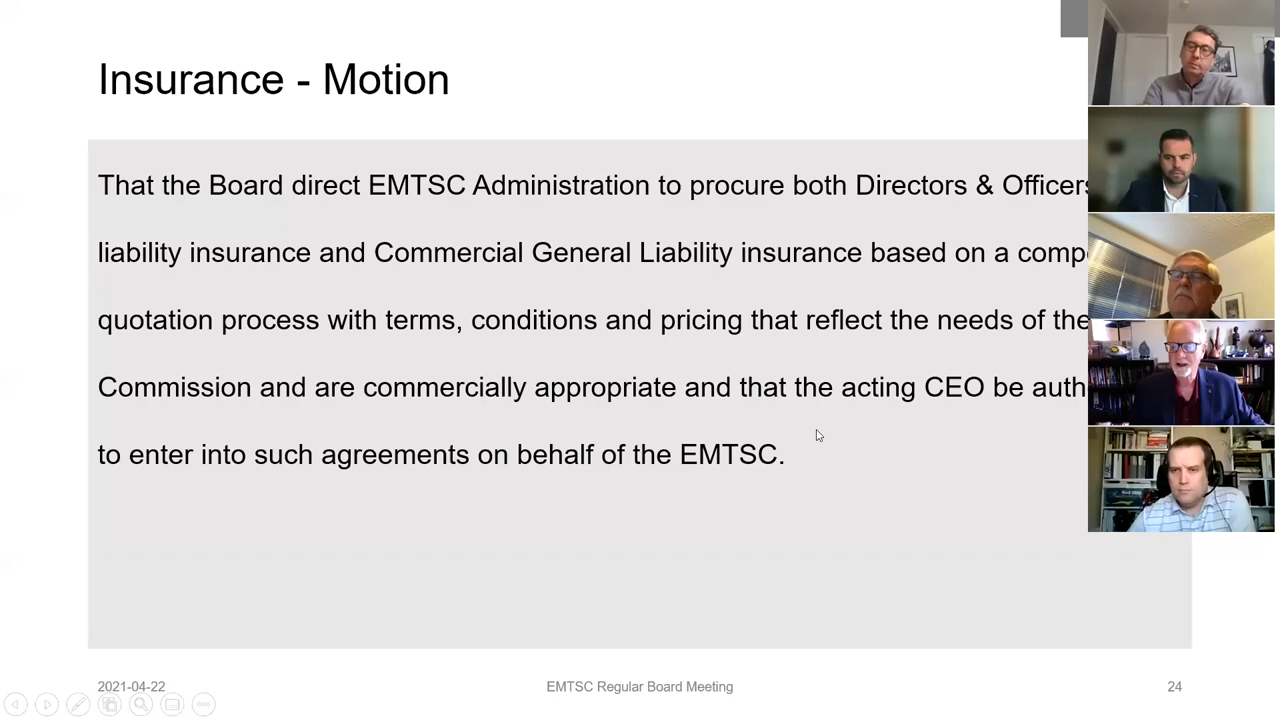 Insurance - Motion
That the Board direct EMTSC Administration to procure both Directors & Officers
liability insurance and Commercial General Liability insurance based on a comp
quotation process with terms, conditions and pricing that reflect the needs of the
Commission and are commercially appropriate and that the acting CEO be auth
to enter into such agreements on behalf of the EMTSC.
2021-04-22
EMTSC Regular Board Meeting
24